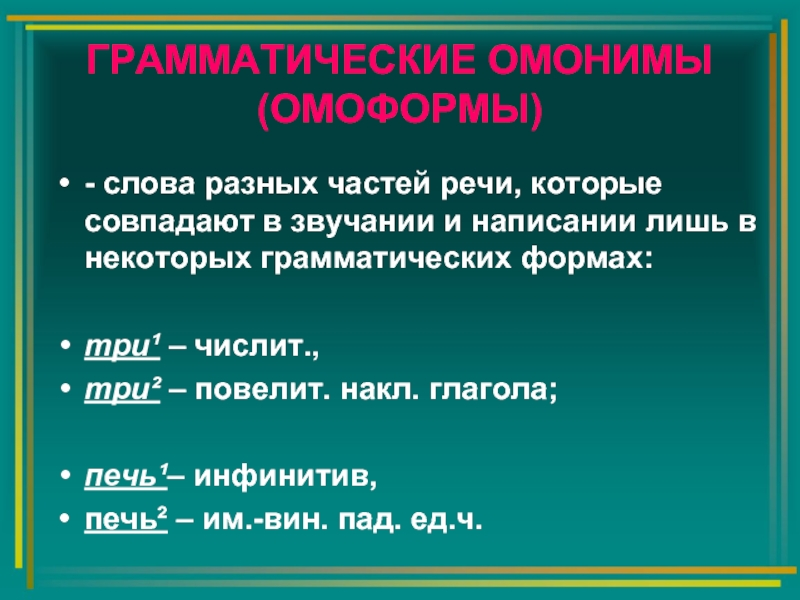 ГРАММАТИЧЕСКИЕ ОМОНИМЫ
(ОМОФОРМЫ)
• - слова разных частей речи, которые
совпадают в звучании и написании лишь в
некоторых грамматических формах:
• три¹ – числит.,
• три² – повелит. накл. глагола;
• печь¹– инфинитив,
• печь² – им.-вин. пад. ед.ч.